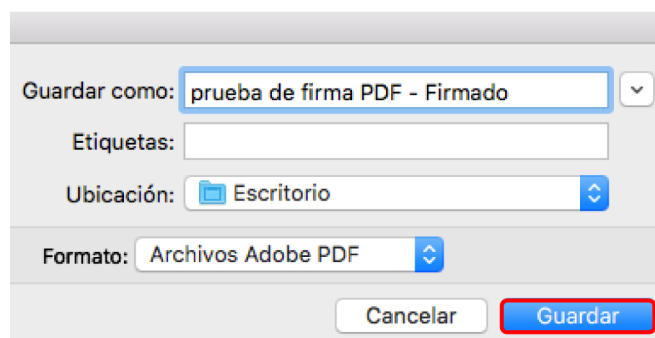 Guardar como: prueba de firma PDF - Firmado
Etiquetas:
Ubicación: Escritorio
Formato: Archivos Adobe PDF
Cancelar Guardar